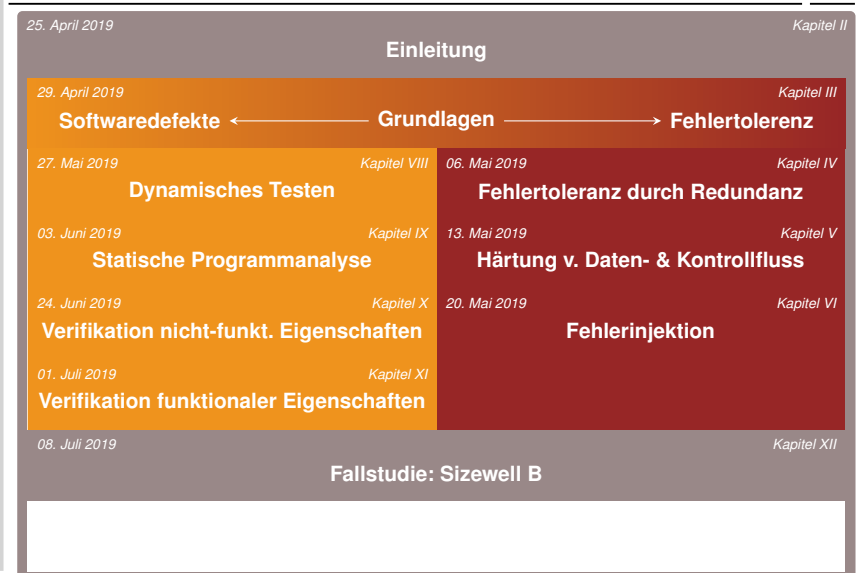 25. April 2019 Kapitel II
Einleitung
29. April 2019 Kapitel III
Softwaredefekte Grundlagen Fehlertolerenz
27. Mai 2019 Kapitel VIII
Dynamisches Testen
03. Juni 2019 Kapitel IX
Statische Programmanalyse
24. Juni 2019 Kapitel X
Verifikation nicht-funkt. Eigenschaften
01. Juli 2019 Kapitel XI
Verifikation funktionaler Eigenschaften
06. Mai 2019 Kapitel IV
Fehlertoleranz durch Redundanz
13. Mai 2019 Kapitel V
Härtung v. Daten- & Kontrollfluss
20. Mai 2019 Kapitel VI
Fehlerinjektion
08. Juli 2019 Kapitel XII
Fallstudie: Sizewell B